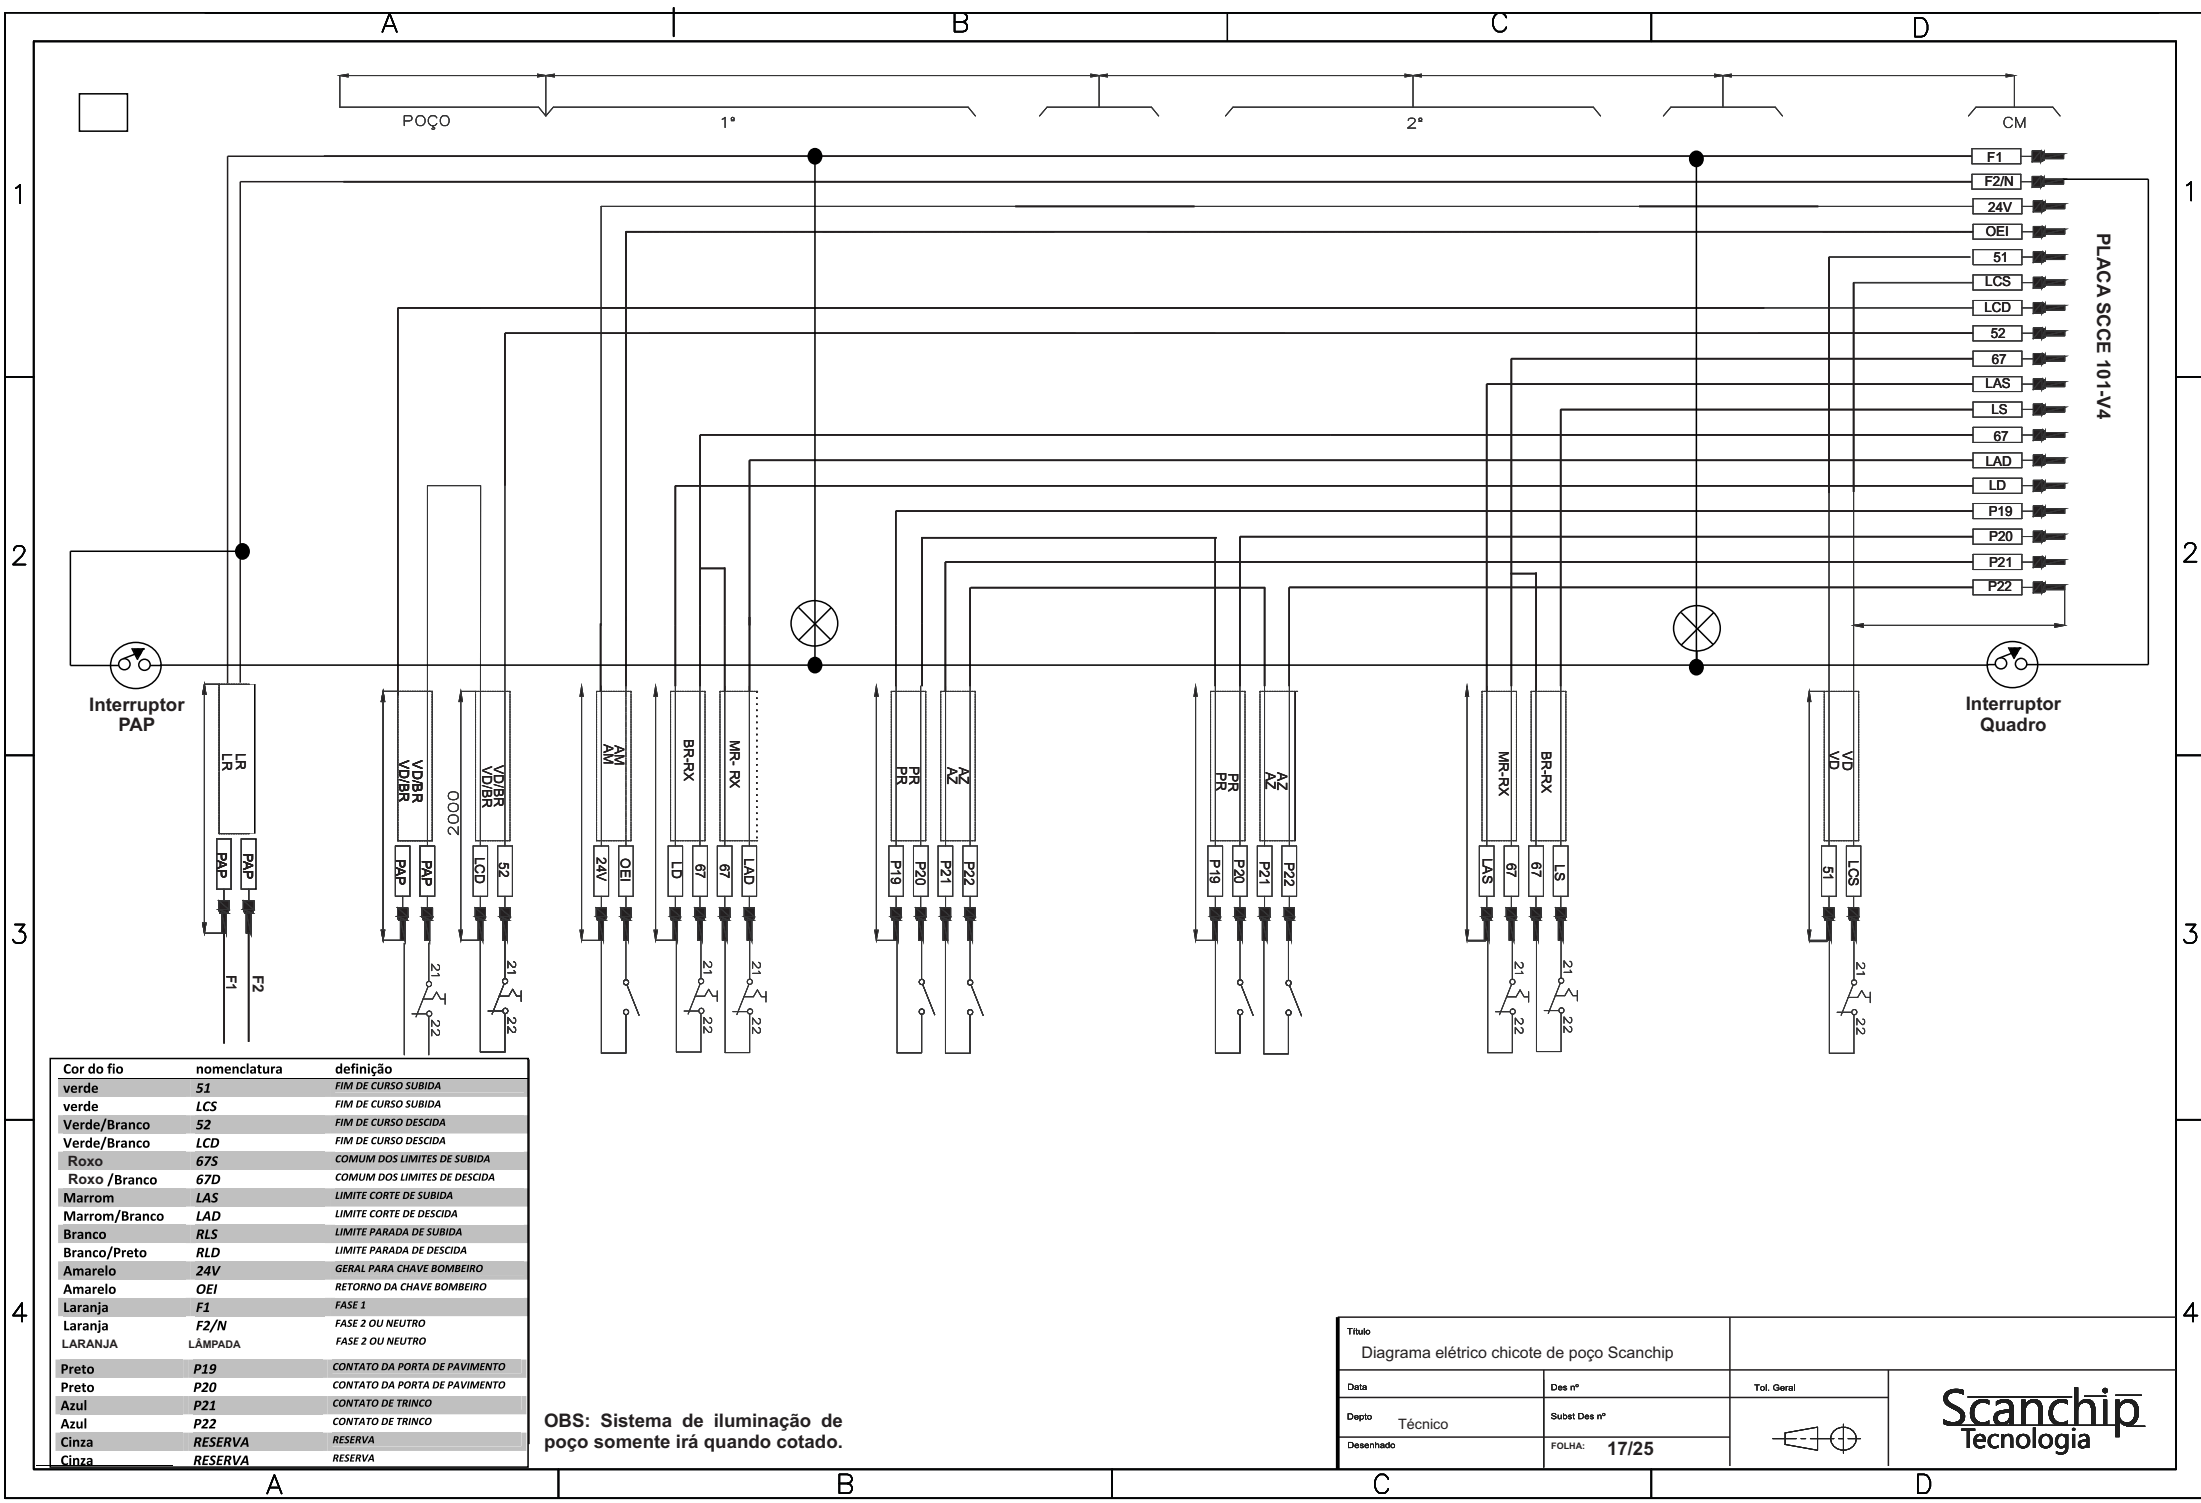 A
B
C
D
POÇO
1°
2°
CM
1
1
F1
F2/N
24V
OEI
51
LCS
LCD
52
67
LAS
LS
67
LAD
LD
P19
P20
P21
P22
PLACA SCCE 101-V4
2
2
Interruptor
PAP
Interruptor
Quadro
LR
LR
VD/BR
VD/BR
2000
VD/BR
VD/BR
AM
AM
BR-RX
MR- RX
PR
PR
AZ
AZ
PR
PR
AZ
AZ
MR-RX
BR-RX
VD
VD
PAP
PAP
PAP
PAP
LCD
52
24V
OEI
LD
67
67
LAD
P19
P20
P21
P22
P19
P20
P21
P22
LAS
67
67
LS
51
LCS
3
3
F1
F2
21
22
21
22
21
22
21
22
21
22
21
22
21
22
Cor do fio nomenclatura definição
verde 51 FIM DE CURSO SUBIDA
verde LCS FIM DE CURSO SUBIDA
Verde/Branco 52 FIM DE CURSO DESCIDA
Verde/Branco LCD FIM DE CURSO DESCIDA
Roxo 67S COMUM DOS LIMITES DE SUBIDA
Roxo /Branco 67D COMUM DOS LIMITES DE DESCIDA
Marrom LAS LIMITE CORTE DE SUBIDA
Marrom/Branco LAD LIMITE CORTE DE DESCIDA
Branco RLS LIMITE PARADA DE SUBIDA
Branco/Preto RLD LIMITE PARADA DE DESCIDA
Amarelo 24V GERAL PARA CHAVE BOMBEIRO
Amarelo OEI RETORNO DA CHAVE BOMBEIRO
Laranja F1 FASE 1
Laranja F2/N FASE 2 OU NEUTRO
LARANJA LÂMPADA FASE 2 OU NEUTRO
Preto P19 CONTATO DA PORTA DE PAVIMENTO
Preto P20 CONTATO DA PORTA DE PAVIMENTO
Azul P21 CONTATO DE TRINCO
Azul P22 CONTATO DE TRINCO
Cinza RESERVA RESERVA
Cinza RESERVA RESERVA
4
4
OBS: Sistema de iluminação de
poço somente irá quando cotado.
Título
Diagrama elétrico chicote de poço Scanchip
Data
Des nº
Tol. Geral
Depto Técnico
Subst Des nº
Desenhado
FOLHA: 17/25
Scanchip
Tecnologia
A
B
C
D